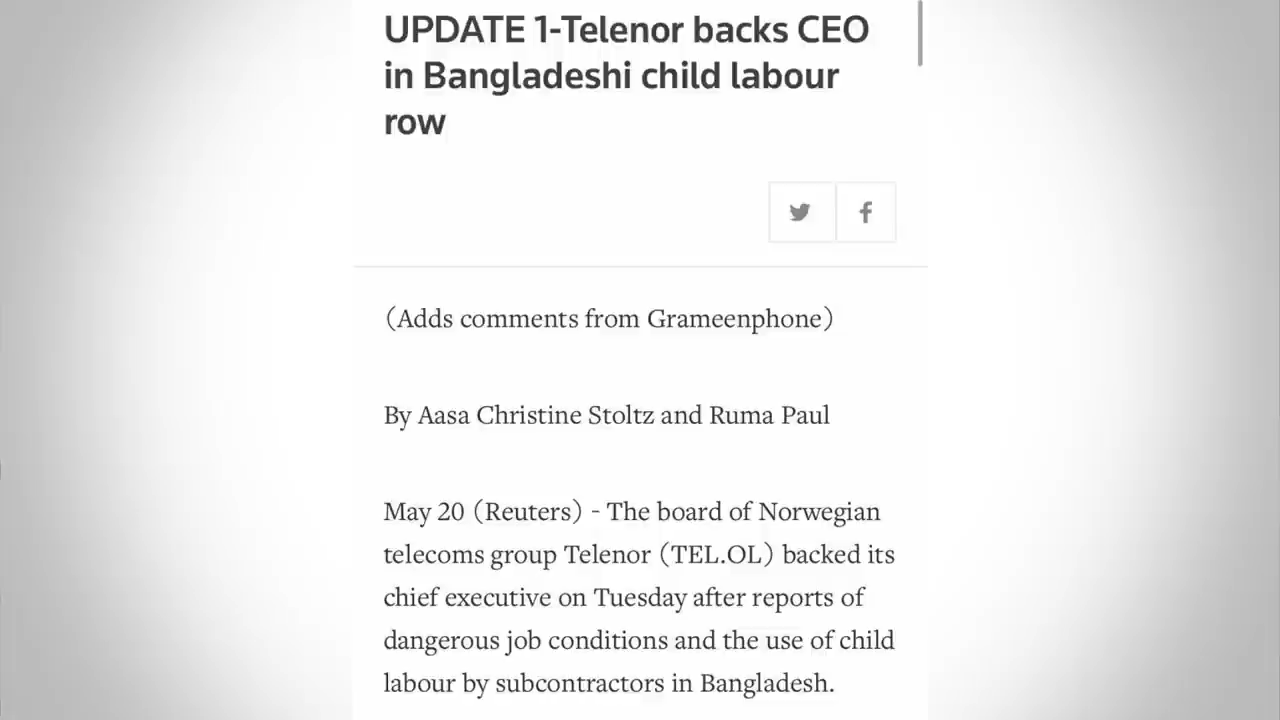 UPDATE 1-Telenor backs CEO
in Bangladeshi child labour
row
(Adds comments from Grameenphone)
By Aasa Christine Stoltz and Ruma Paul
May 20 (Reuters) - The board of Norwegian
telecoms group Telenor (TEL.OL) backed its
chief executive on Tuesday after reports of
dangerous job conditions and the use of child
labour by subcontractors in Bangladesh.